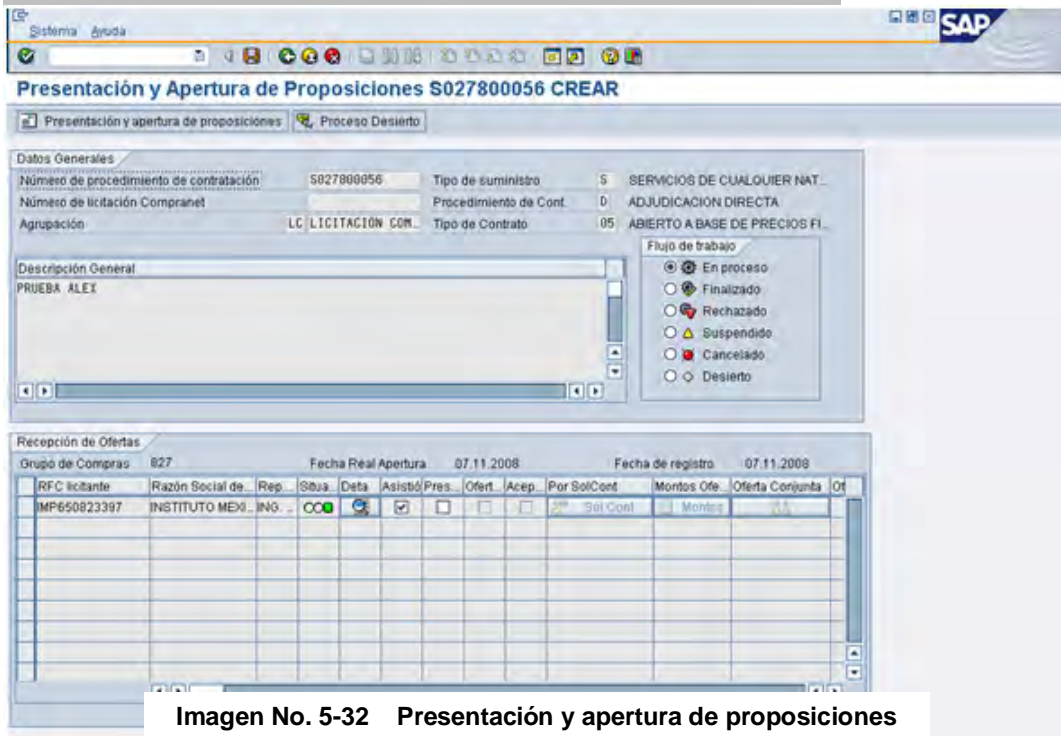 Sistema Ayuda
SAP
Presentación y Apertura de Proposiciones S027800056 CREAR
Presentación y apertura de proposiciones Proceso Desierto
Datos Generales
Número de procedimiento de contratación S027800056 Tipo de suministro S SERVICIOS DE CUALQUIER NAT...
Número de licitación Compranet Procedimiento de Cont. D ADJUDICACION DIRECTA
Agrupación LC LICITACIÓN COM... Tipo de Contrato 05 ABIERTO A BASE DE PRECIOS FI...
Flujo de trabajo
Descripción General
En proceso
PRUEBA ALEX
Finalizado
Rechazado
Suspendido
Cancelado
Desierto
Recepción de Ofertas
Grupo de Compras 827 Fecha Real Apertura 07.11.2008 Fecha de registro 07.11.2008
RFC licitante Razón Social de... Rep... Situa... Deta... Asistió Pres... Ofert... Acep... Por SolCont Montos Ofe... Oferta Conjunta Of
IMP650823397 INSTITUTO MEXI... ING. ... Sol Cont Montos
Imagen No. 5-32 Presentación y apertura de proposiciones